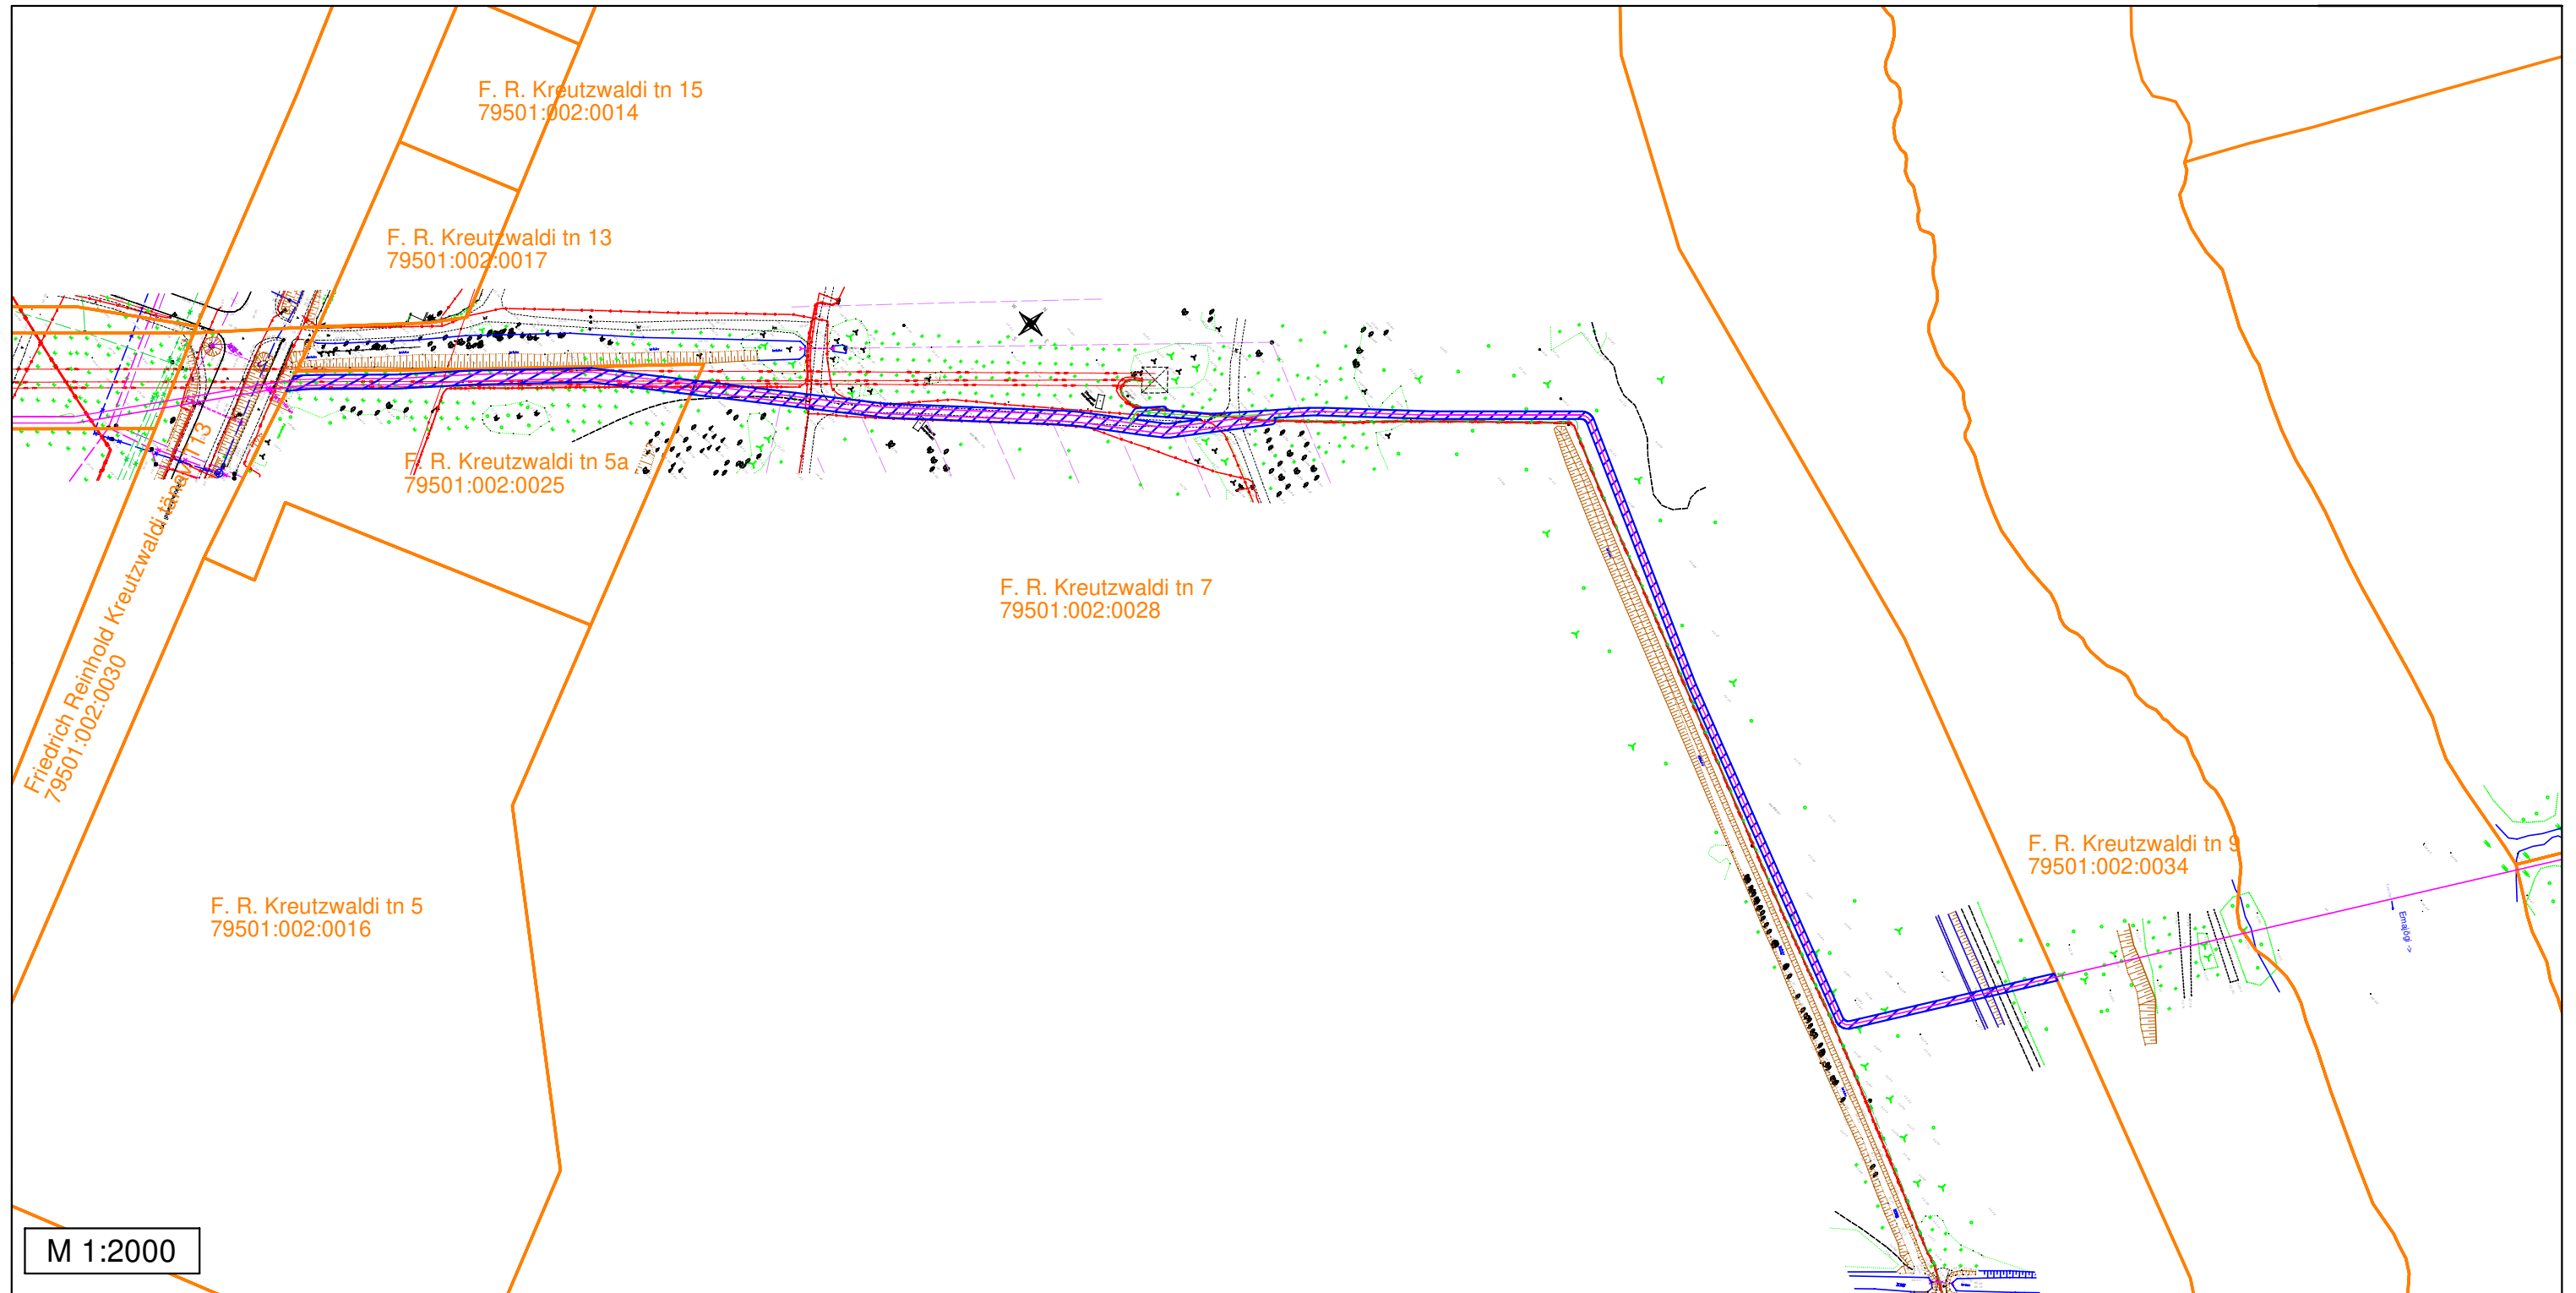 F. R. Kreutzwaldi tn 15
79501:002:0014
F. R. Kreutzwaldi tn 13
79501:002:0017
F. R. Kreutzwaldi tn 5a
79501:002:0025
F. R. Kreutzwaldi tn 7
79501:002:0028
Friedrich Reinhold Kreutzwaldi tänav T13
79501:002:0030
F. R. Kreutzwaldi tn 9
79501:002:0034
F. R. Kreutzwaldi tn 5
79501:002:0016
Emajõgi ->
M 1:2000